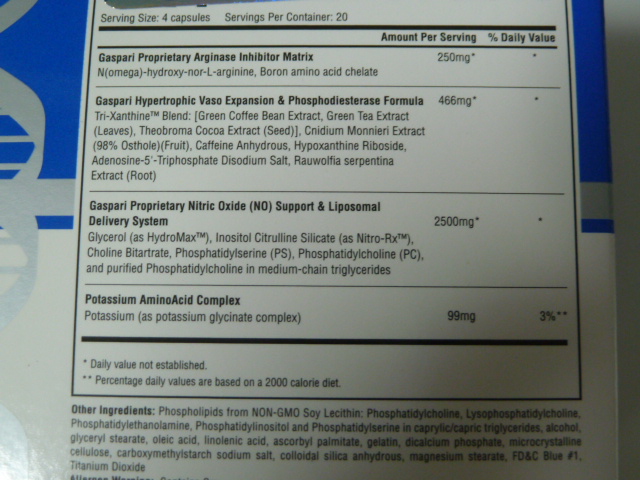 Serving Size: 4 capsules Servings Per Container: 20
Amount Per Serving % Daily Value
Gaspari Proprietary Arginase Inhibitor Matrix 250mg* *
N(omega)-hydroxy-nor-L-arginine, Boron amino acid chelate
Gaspari Hypertrophic Vaso Expansion & Phosphodiesterase Formula 466mg* *
Tri-Xanthine™ Blend: [Green Coffee Bean Extract, Green Tea Extract
(Leaves), Theobroma Cocoa Extract (Seed)], Cnidium Monnieri Extract
(98% Osthole)(Fruit), Caffeine Anhydrous, Hypoxanthine Riboside,
Adenosine-5'-Triphosphate Disodium Salt, Rauwolfia serpentina
Extract (Root)
Gaspari Proprietary Nitric Oxide (NO) Support & Liposomal
Delivery System 2500mg* *
Glycerol (as HydroMax™), Inositol Citrulline Silicate (as Nitro-Rx™),
Choline Bitartrate, Phosphatidylserine (PS), Phosphatidylcholine (PC),
and purified Phosphatidylcholine in medium-chain triglycerides
Potassium AminoAcid Complex
Potassium (as potassium glycinate complex) 99mg 3%**
* Daily value not established.
** Percentage daily values are based on a 2000 calorie diet.
Other Ingredients: Phospholipids from NON-GMO Soy Lecithin: Phosphatidylcholine, Lysophosphatidylcholine,
Phosphatidylethanolamine, Phosphatidylinositol and Phosphatidylserine in caprylic/capric triglycerides, alcohol,
glyceryl stearate, oleic acid, linolenic acid, ascorbyl palmitate, gelatin, dicalcium phosphate, microcrystalline
cellulose, carboxymethylstarch sodium salt, colloidal silica anhydrous, magnesium stearate, FD&C Blue #1,
Titanium Dioxide